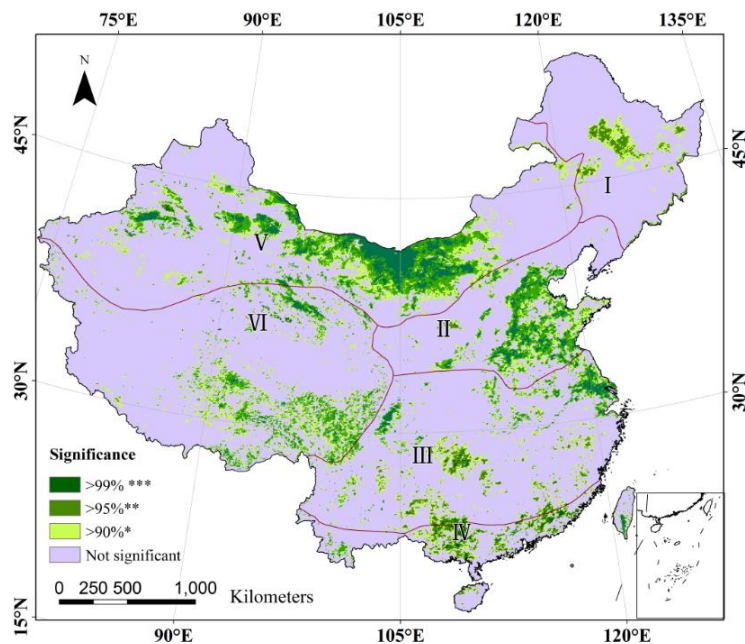 75°E 90°E 105°E 120°E 135°E
N
45°N 45°N
I
V
VI
II
30°N 30°N
III
IV
Significance
>99% ***
>95%**
>90%*
Not significant
0 250 500 1,000
Kilometers
15°N
90°E 105°E 120°E